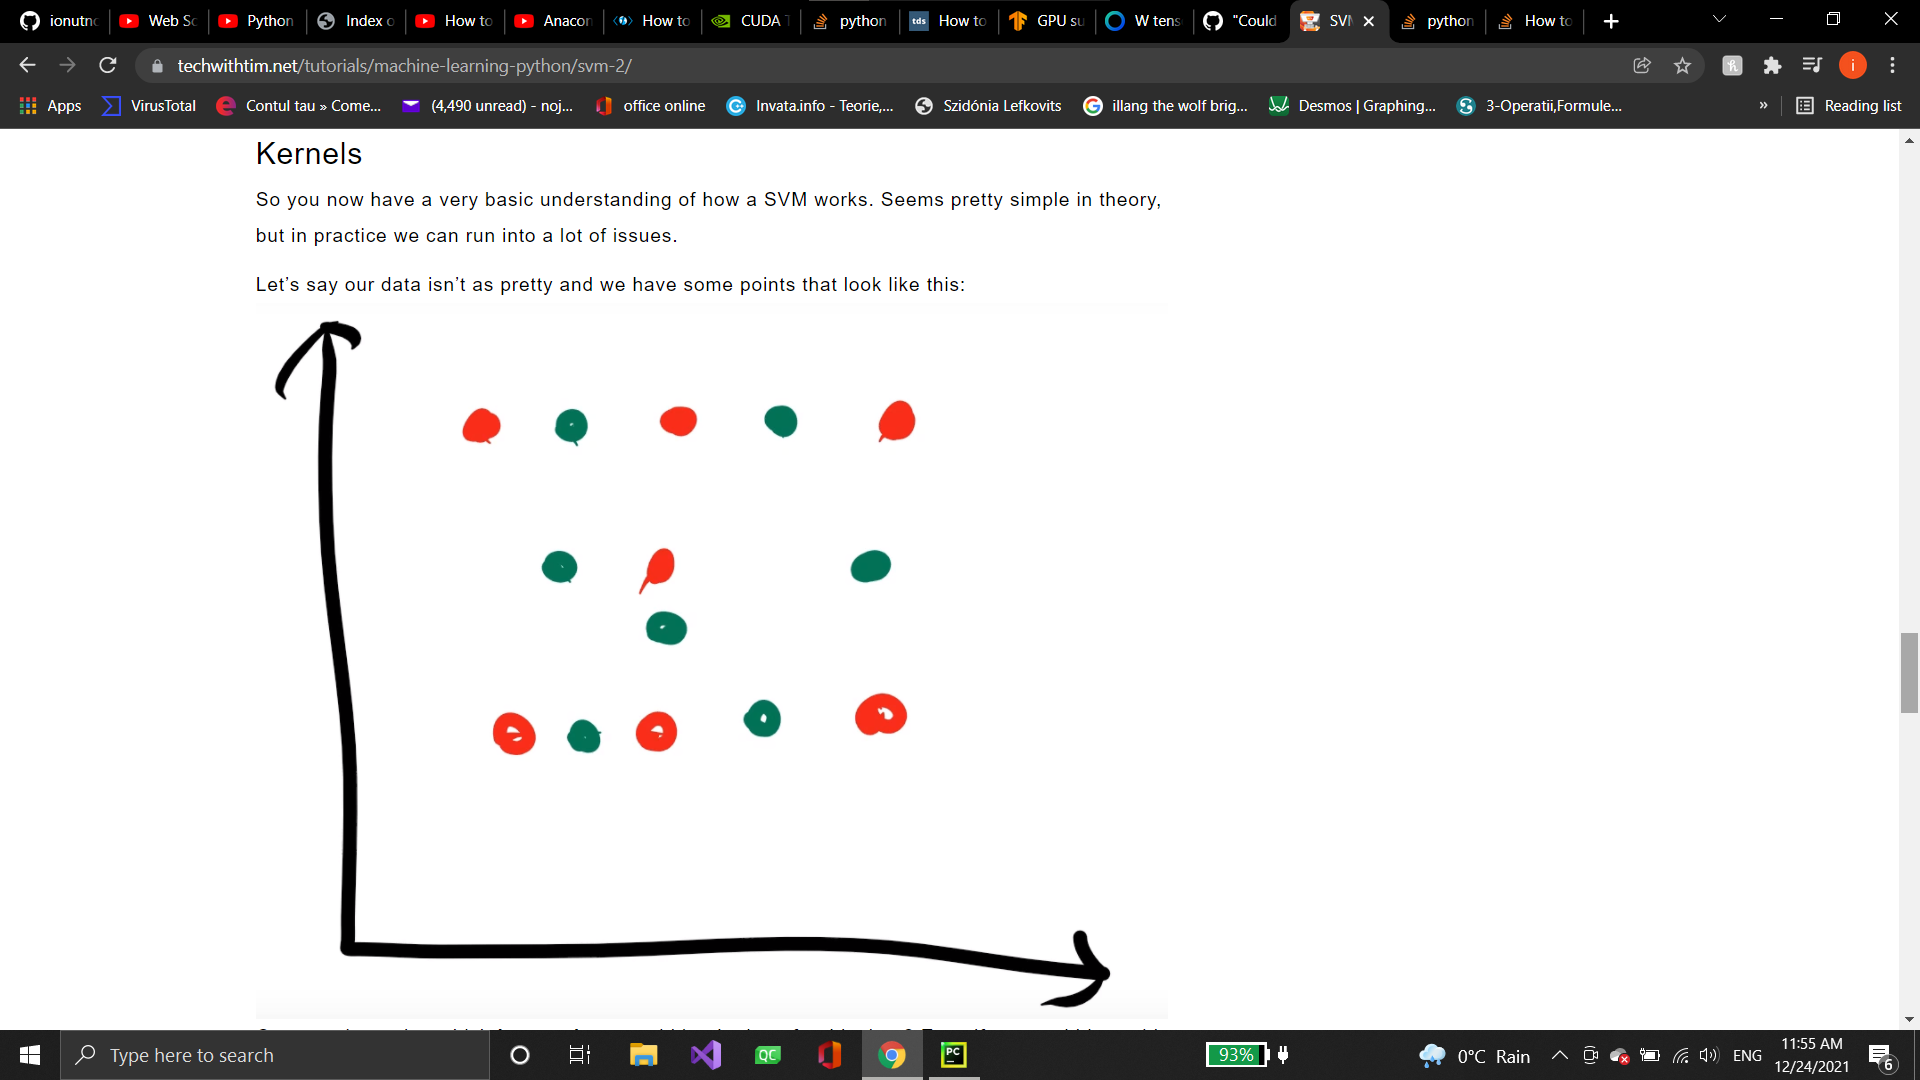 ionutno
Web Sc
Python
Index o
How to
Anacon
How to
CUDA T
python
How to
GPU su
W tens
"Could
SVM
python
How to
techwithtim.net/tutorials/machine-learning-python/svm-2/
i
Apps
VirusTotal
Contul tau » Come...
(4,490 unread) - noj...
office online
Invata.info - Teorie,...
Szidónia Lefkovits
illang the wolf brig...
Desmos | Graphing...
3-Operatii,Formule...
»
Reading list
Kernels
So you now have a very basic understanding of how a SVM works. Seems pretty simple in theory,
but in practice we can run into a lot of issues.
Let's say our data isn't as pretty and we have some points that look like this:
Type here to search
QC
PC
93%
0°C Rain
ENG
11:55 AM
12/24/2021
6